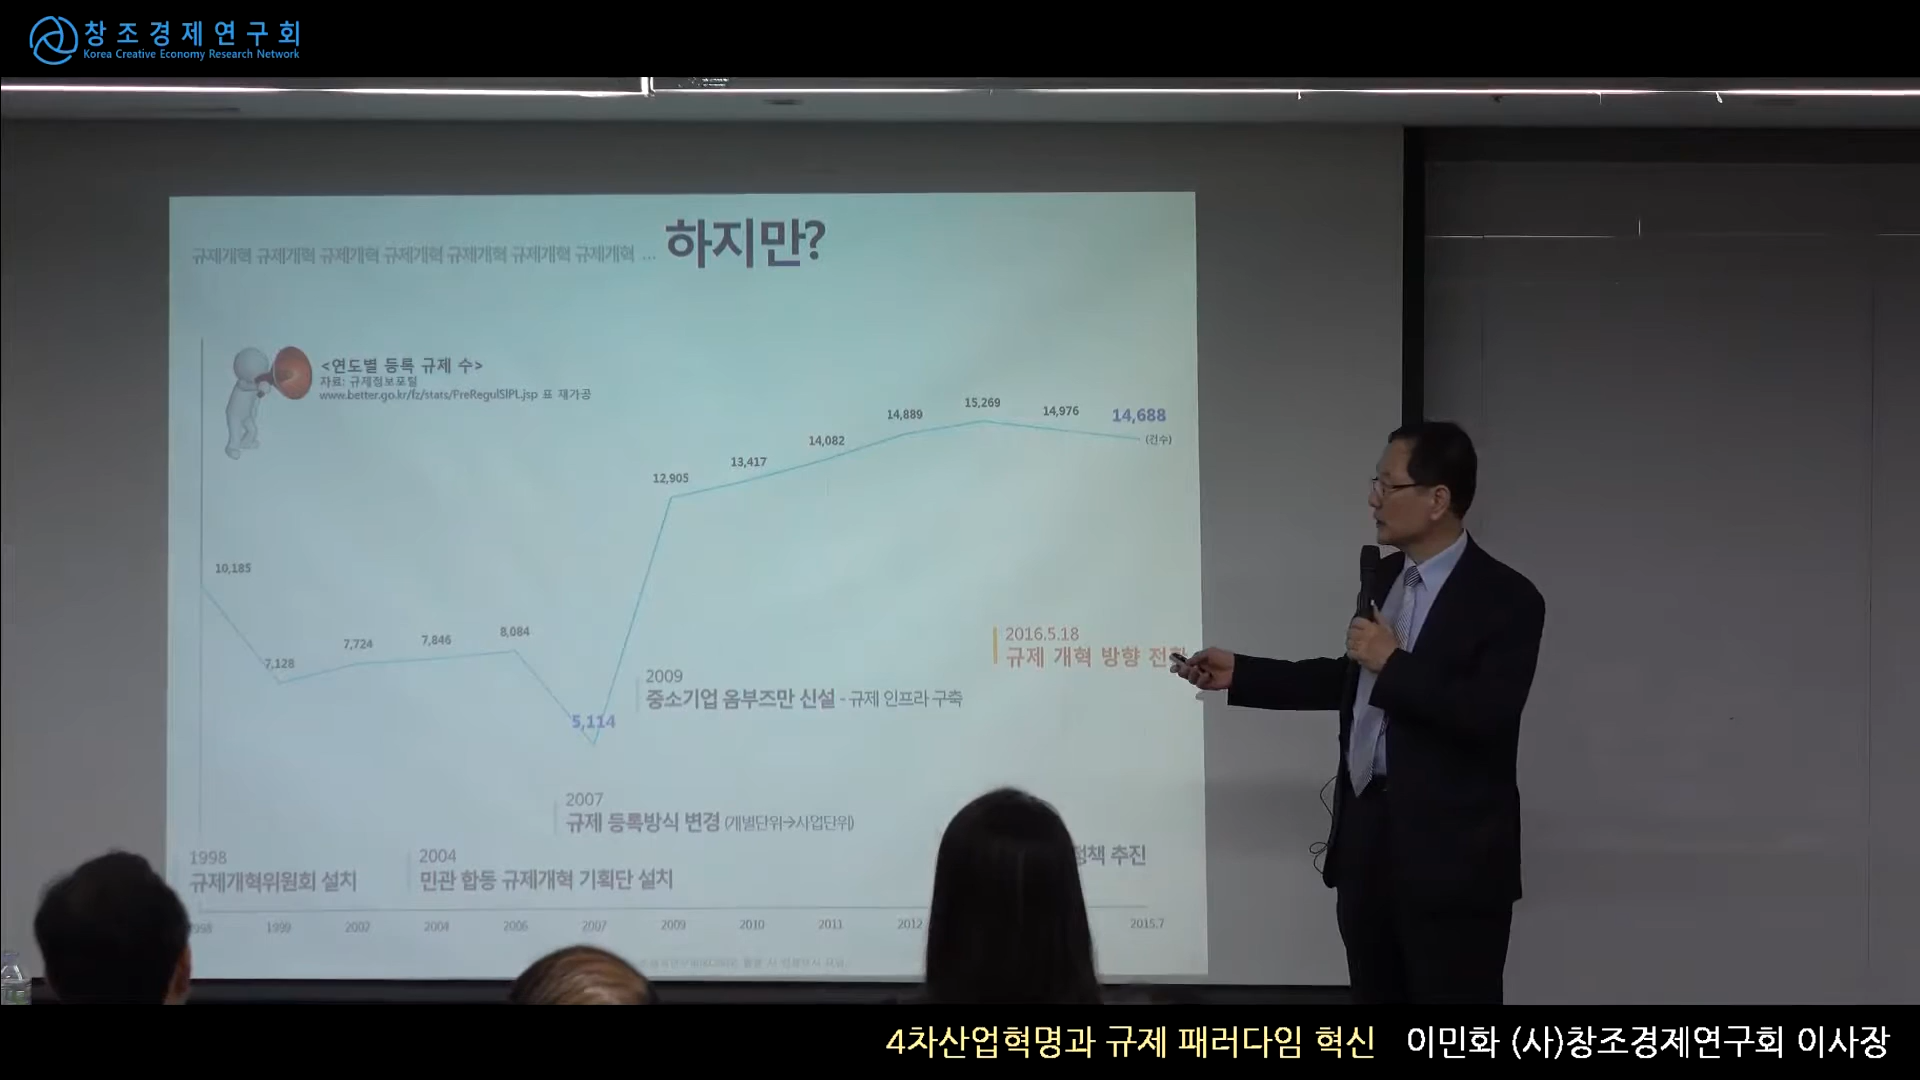 창조경제연구회
Korea Creative Economy Research Network
규제개혁 규제개혁 규제개혁 규제개혁 규제개혁 규제개혁 규제개혁 ... 하지만?
<연도별 등록 규제 수>
자료: 규제정보포털
www.better.go.kr/fz/stats/PreRegulSlPL.jsp 표 재가공
10,185
7,128
7,724
7,846
8,084
5,114
12,905
13,417
14,082
14,889
15,269
14,976
14,688
(건수)
2016.5.18
규제 개혁 방향
2009
중소기업 옴부즈만 신설 - 규제 인프라 구축
2007
규제 등록방식 변경 (개별단위→사업단위)
1998
규제개혁위원회 설치
2004
민관 합동 규제개혁 기획단 설치
정책 추진
1998 1999 2002 2004 2006 2007 2009 2010 2011 2012 2015.7
4차산업혁명과 규제 패러다임 혁신 이민화 (사)창조경제연구회 이사장